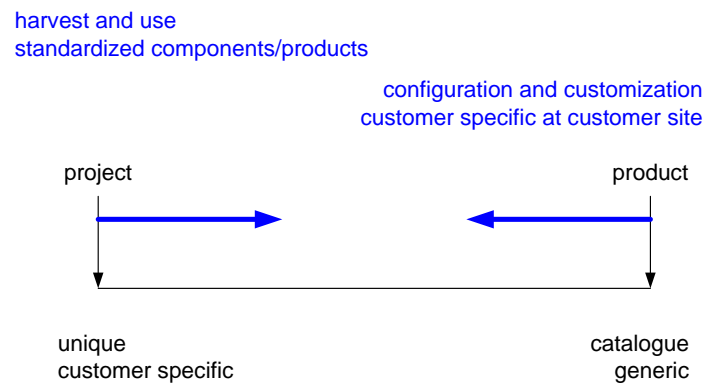 harvest and use
standardized components/products
configuration and customization
customer specific at customer site
project
product
unique
customer specific
catalogue
generic